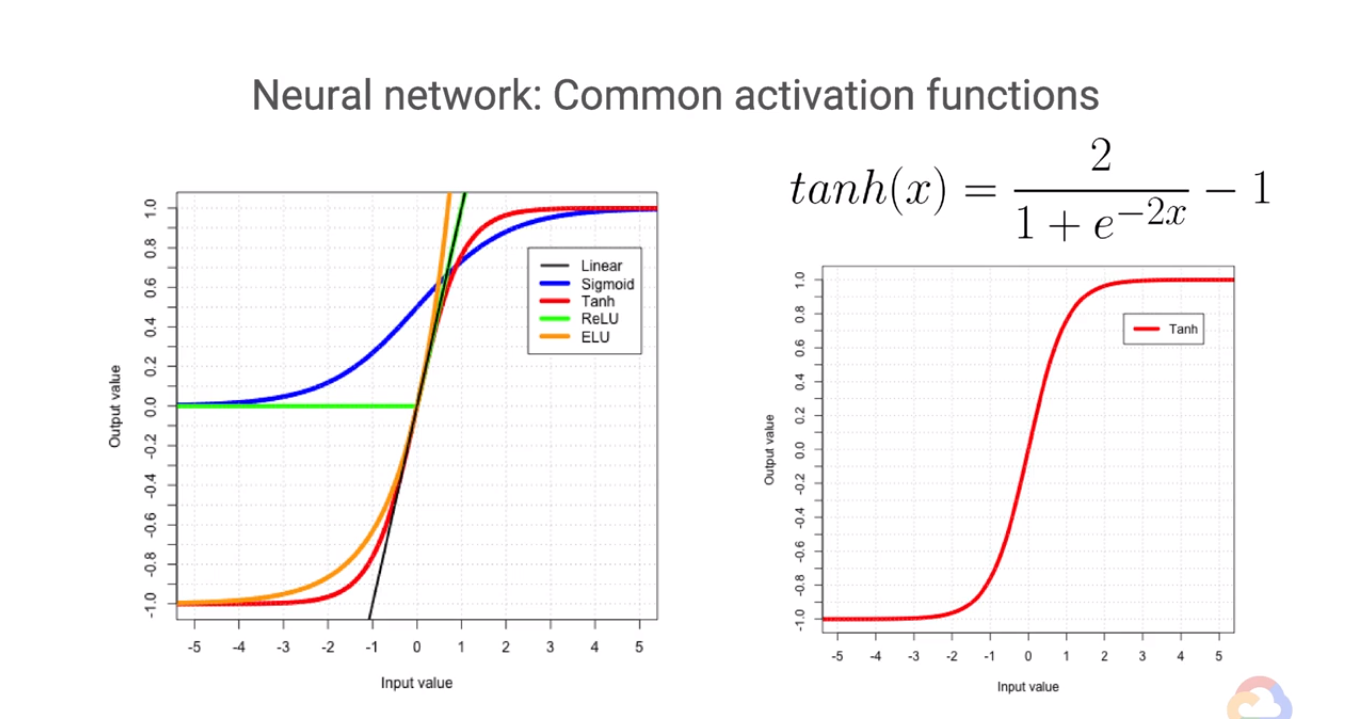 Neural network: Common activation functions
tanh(x) = 2 / (1 + e^{-2x}) - 1
1.0
0.8
0.6
0.4
0.2
0.0
-0.2
-0.4
-0.6
-0.8
-1.0
Output value
Linear
Sigmoid
Tanh
ReLU
ELU
-5 -4 -3 -2 -1 0 1 2 3 4 5
Input value
1.0
0.8
0.6
0.4
0.2
0.0
-0.2
-0.4
-0.6
-0.8
-1.0
Output value
Tanh
-5 -4 -3 -2 -1 0 1 2 3 4 5
Input value